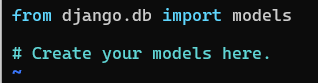 from django.db import models
# Create your models here.
~